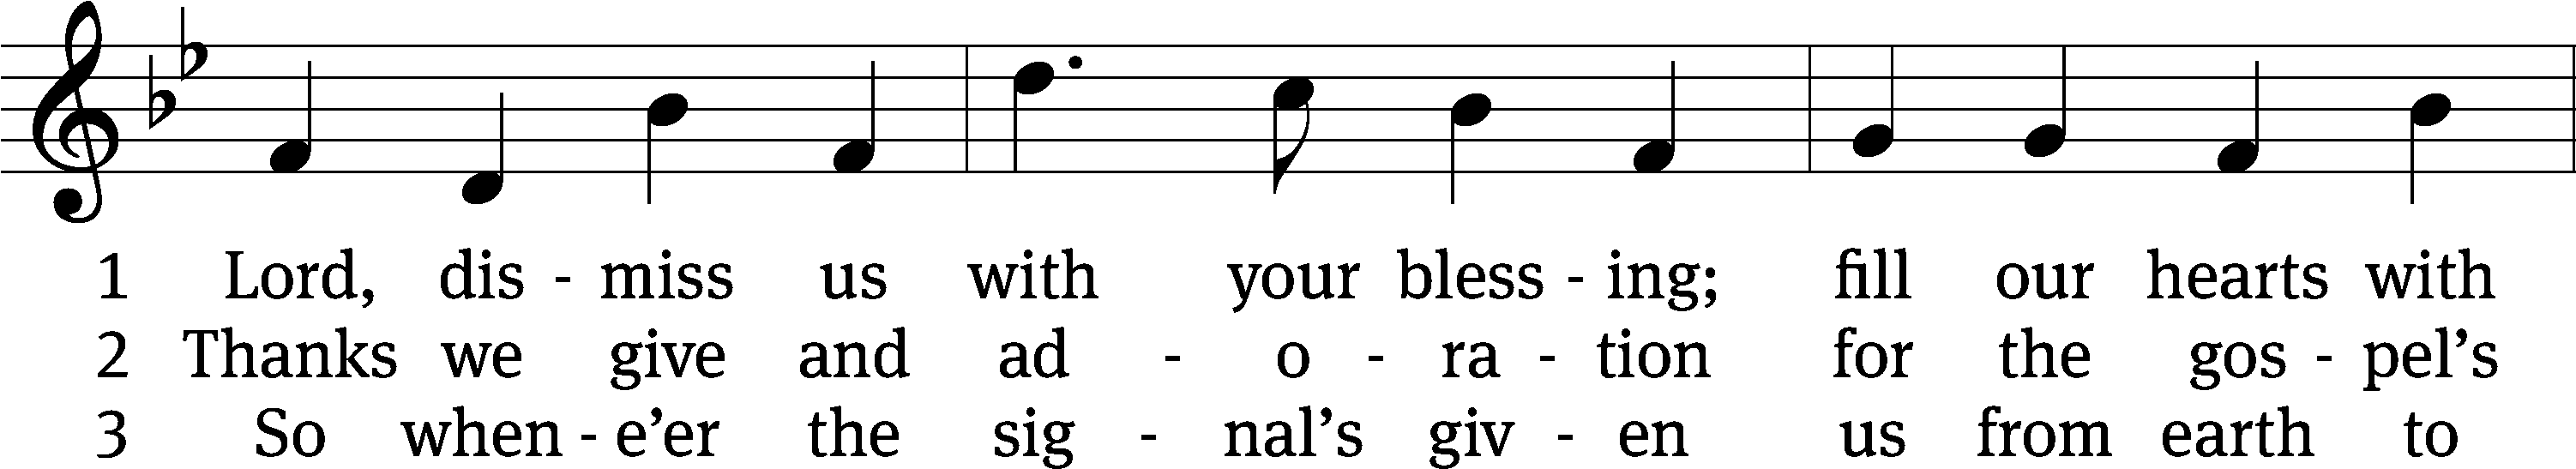 1 Lord, dis - miss us with your bless - ing; fill our hearts with
2 Thanks we give and ad - o - ra - tion for the gos - pel’s
3 So when - e’er the sig - nal’s giv - en us from earth to